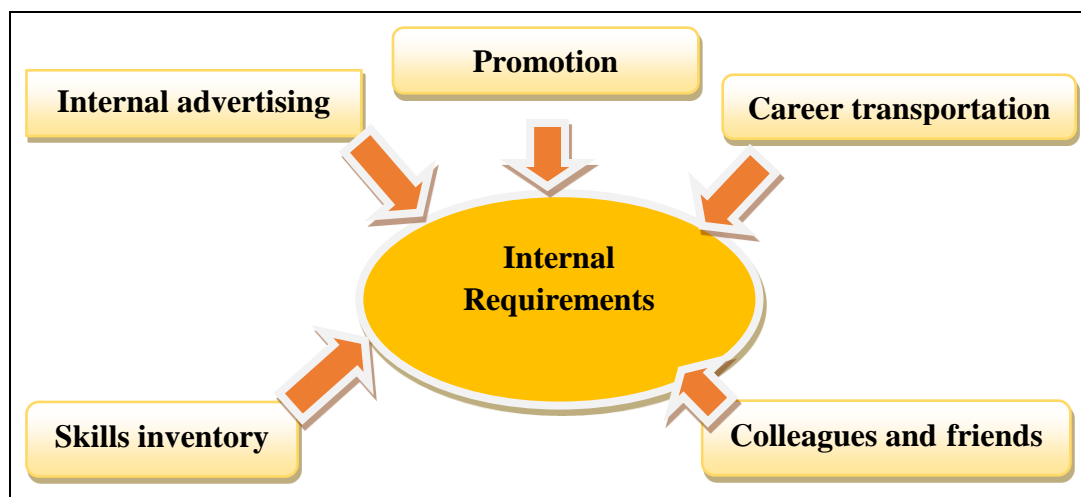 Promotion
Internal advertising
Career transportation
Internal
Requirements
Skills inventory
Colleagues and friends